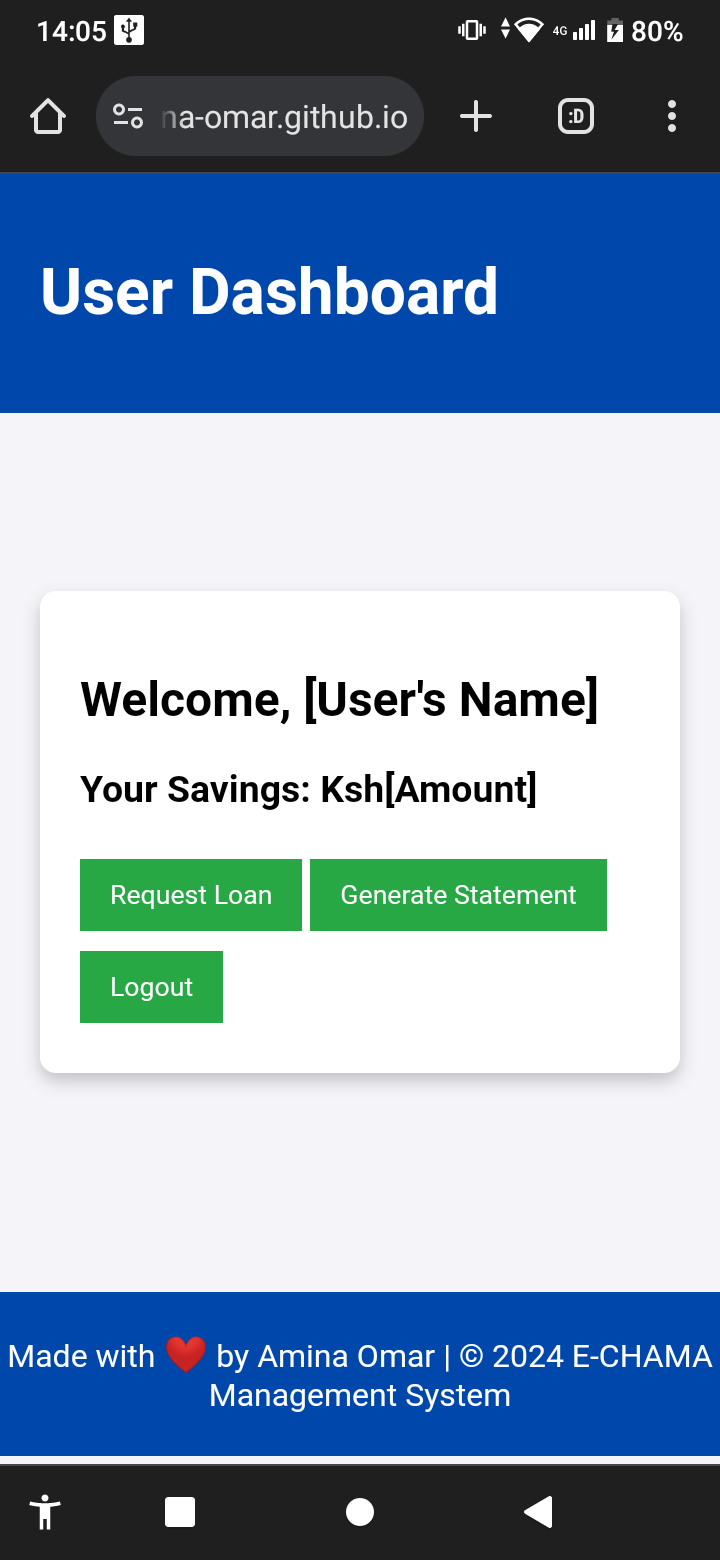 14:05 4G 80%
na-omar.github.io :D
User Dashboard
Welcome, [User's Name]
Your Savings: Ksh[Amount]
Request Loan Generate Statement
Logout
Made with ❤️ by Amina Omar | © 2024 E-CHAMA
Management System